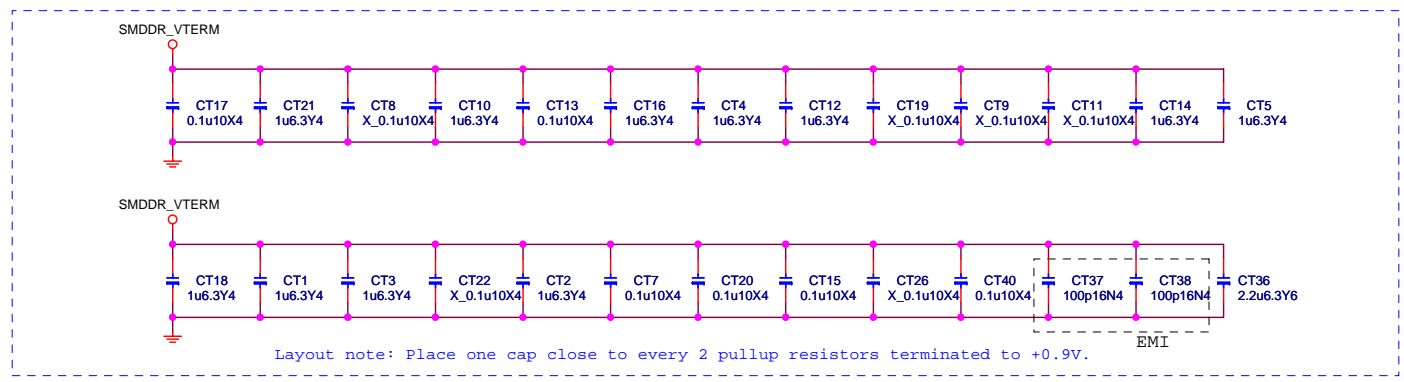 SMDDR_VTERM
CT17 CT21 CT8 CT10 CT13 CT16 CT4 CT12 CT19 CT9 CT11 CT14 CT5
0.1u10X4 1u6.3Y4 X_0.1u10X4 1u6.3Y4 0.1u10X4 1u6.3Y4 1u6.3Y4 1u6.3Y4 X_0.1u10X4 X_0.1u10X4 X_0.1u10X4 1u6.3Y4 1u6.3Y4
SMDDR_VTERM
CT18 CT1 CT3 CT22 CT2 CT7 CT20 CT15 CT26 CT40 CT37 CT38 CT36
1u6.3Y4 1u6.3Y4 1u6.3Y4 X_0.1u10X4 1u6.3Y4 0.1u10X4 0.1u10X4 0.1u10X4 X_0.1u10X4 0.1u10X4 100p16N4 100p16N4 2.2u6.3Y6
EMI
Layout note: Place one cap close to every 2 pullup resistors terminated to +0.9V.